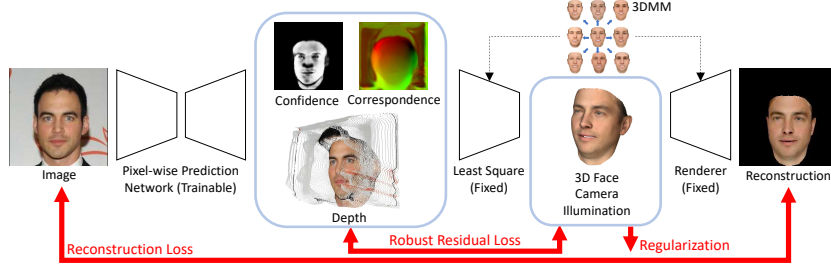 3DMM
Confidence
Correspondence
Image
Pixel-wise Prediction
Network (Trainable)
Depth
Least Square
(Fixed)
3D Face
Camera
Illumination
Renderer
(Fixed)
Reconstruction
Reconstruction Loss
Robust Residual Loss
Regularization